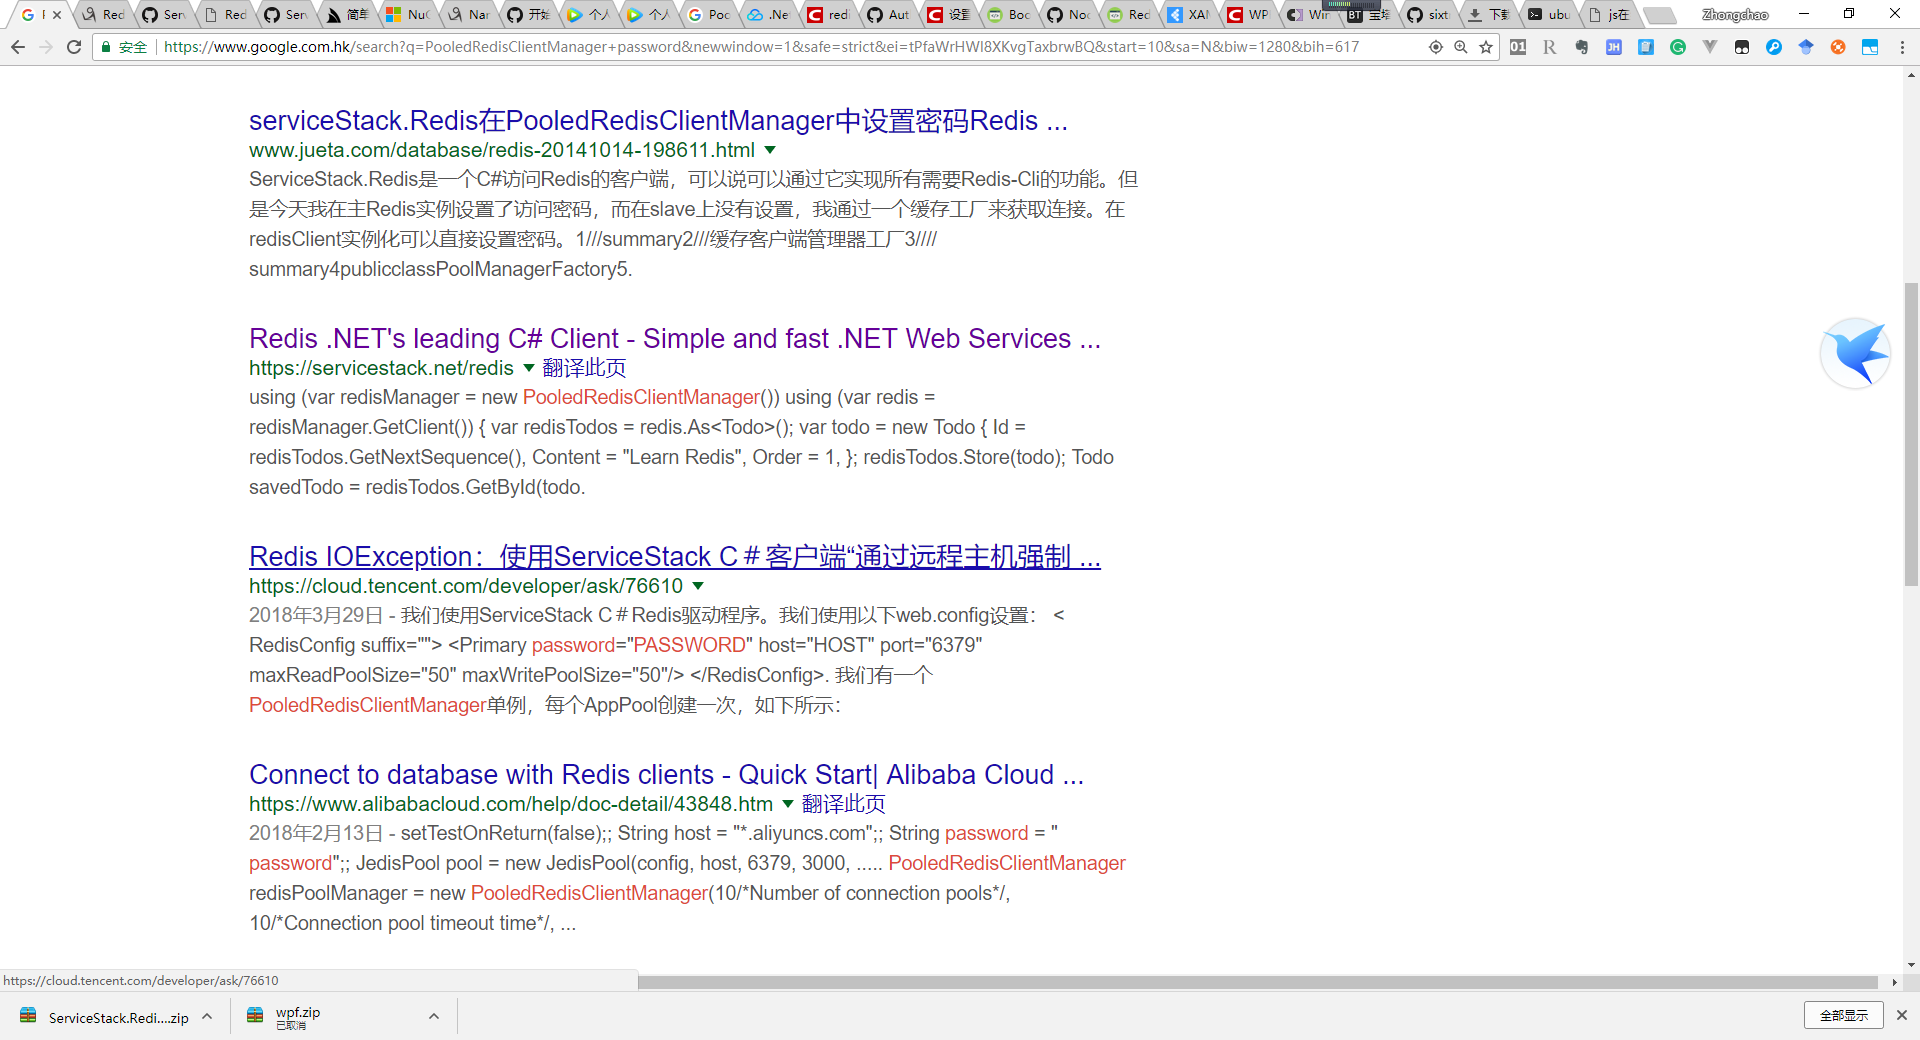 Red
Ser
Red
Ser
简单
NuG
Nar
开始
个人
个人
Poc
.Ne
redi
Aut
设置
Boc
Noc
Red
XAM
WP
Wir
BT 宝塔
sixt
下载
ubu
js在
Zhongchao
安全 https://www.google.com.hk/search?q=PooledRedisClientManager+password&newwindow=1&safe=strict&ei=tPfaWrHWI8XKvgTaxbrwBQ&start=10&sa=N&biw=1280&bih=617
01
R
JH
serviceStack.Redis在PooledRedisClientManager中设置密码Redis ...
www.jueta.com/database/redis-20141014-198611.html
ServiceStack.Redis是一个C#访问Redis的客户端，可以说可以通过它实现所有需要Redis-Cli的功能。但
是今天我在主Redis实例设置了访问密码，而在slave上没有设置，我通过一个缓存工厂来获取连接。在
redisClient实例化可以直接设置密码。1///summary2///缓存客户端管理器工厂3////
summary4publicclassPoolManagerFactory5.
Redis .NET's leading C# Client - Simple and fast .NET Web Services ...
https://servicestack.net/redis 翻译此页
using (var redisManager = new PooledRedisClientManager()) using (var redis =
redisManager.GetClient()) { var redisTodos = redis.As<Todo>(); var todo = new Todo { Id =
redisTodos.GetNextSequence(), Content = "Learn Redis", Order = 1, }; redisTodos.Store(todo); Todo
savedTodo = redisTodos.GetById(todo.
Redis IOException：使用ServiceStack C＃客户端“通过远程主机强制 ...
https://cloud.tencent.com/developer/ask/76610
2018年3月29日 - 我们使用ServiceStack C＃Redis驱动程序。我们使用以下web.config设置： <
RedisConfig suffix=""> <Primary password="PASSWORD" host="HOST" port="6379"
maxReadPoolSize="50" maxWritePoolSize="50"/> </RedisConfig>. 我们有一个
PooledRedisClientManager单例，每个AppPool创建一次，如下所示：
Connect to database with Redis clients - Quick Start| Alibaba Cloud ...
https://www.alibabacloud.com/help/doc-detail/43848.htm 翻译此页
2018年2月13日 - setTestOnReturn(false);; String host = "*.aliyuncs.com";; String password = "
password";; JedisPool pool = new JedisPool(config, host, 6379, 3000, ..... PooledRedisClientManager
redisPoolManager = new PooledRedisClientManager(10/*Number of connection pools*/,
10/*Connection pool timeout time*/, ...
https://cloud.tencent.com/developer/ask/76610
ServiceStack.Redi....zip
wpf.zip
已取消
全部显示